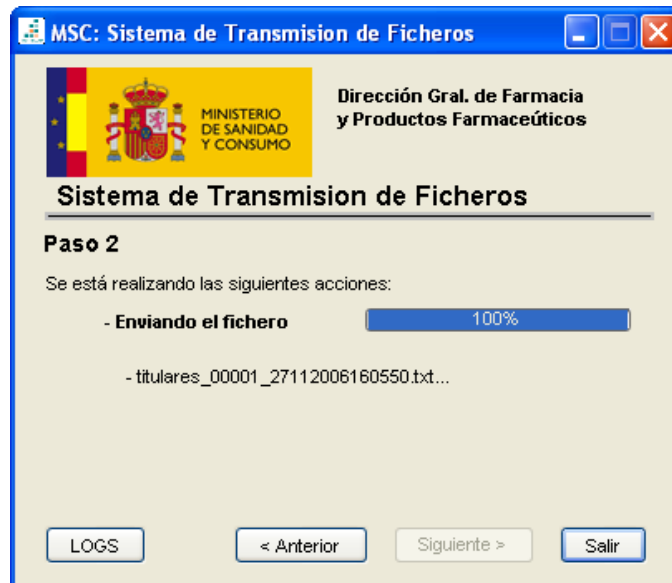 MSC: Sistema de Transmision de Ficheros
MINISTERIO
DE SANIDAD
Y CONSUMO
Dirección Gral. de Farmacia
y Productos Farmaceúticos
Sistema de Transmision de Ficheros
Paso 2
Se está realizando las siguientes acciones:
- Enviando el fichero 100%
- titulares_00001_27112006160550.txt...
LOGS < Anterior Siguiente > Salir